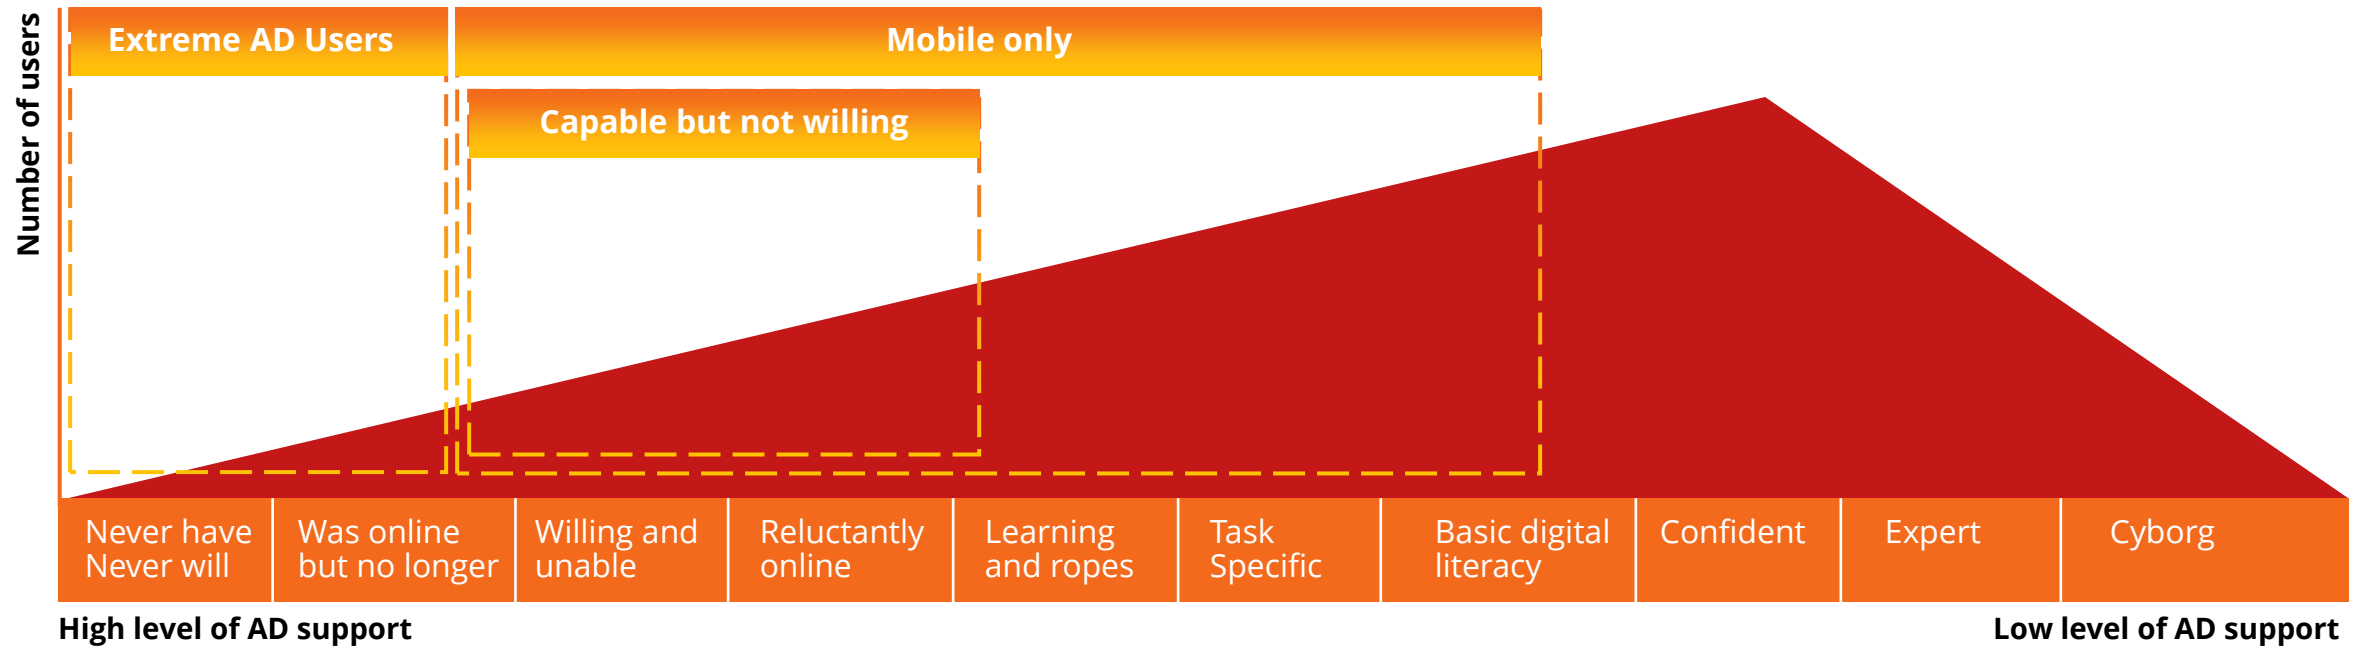 Number of users
Extreme AD Users
Mobile only
Capable but not willing
Never have
Never will
Was online
but no longer
Willing and
unable
Reluctantly
online
Learning
and ropes
Task
Specific
Basic digital
literacy
Confident
Expert
Cyborg
High level of AD support
Low level of AD support